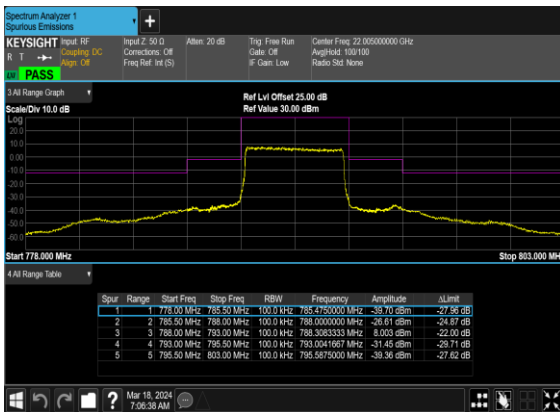 Spectrum Analyzer 1
Spurious Emissions
KEYSIGHT
R T
Input: RF
Coupling: DC
Align: Off
Input Z: 50 Ω
Corrections: Off
Freq Ref: Int (S)
Atten: 20 dB
Trig: Free Run
Gate: Off
IF Gain: Low
Center Freq: 22.005000000 GHz
Avg|Hold: 100/100
Radio Std: None
PASS
3 All Range Graph
Scale/Div 10.0 dB
Ref Lvl Offset 25.00 dB
Ref Value 30.00 dBm
Log
20.0
10.0
0.00
-10.0
-20.0
-30.0
-40.0
-50.0
-60.0
Start 778.000 MHz
Stop 803.000 MH
4 All Range Table
Spur Range Start Freq Stop Freq RBW Frequency Amplitude ΔLimit
1 1 778.00 MHz 785.50 MHz 100.0 kHz 785.4750000 MHz -39.70 dBm -27.96 dB
2 2 785.50 MHz 788.00 MHz 100.0 kHz 788.0000000 MHz -26.61 dBm -24.87 dB
3 3 788.00 MHz 793.00 MHz 100.0 kHz 788.3083333 MHz 8.003 dBm -22.00 dB
4 4 793.00 MHz 795.50 MHz 100.0 kHz 793.0041667 MHz -31.45 dBm -29.71 dB
5 5 795.50 MHz 803.00 MHz 100.0 kHz 795.5875000 MHz -39.36 dBm -27.62 dB
Mar 18, 2024
7:06:38 AM